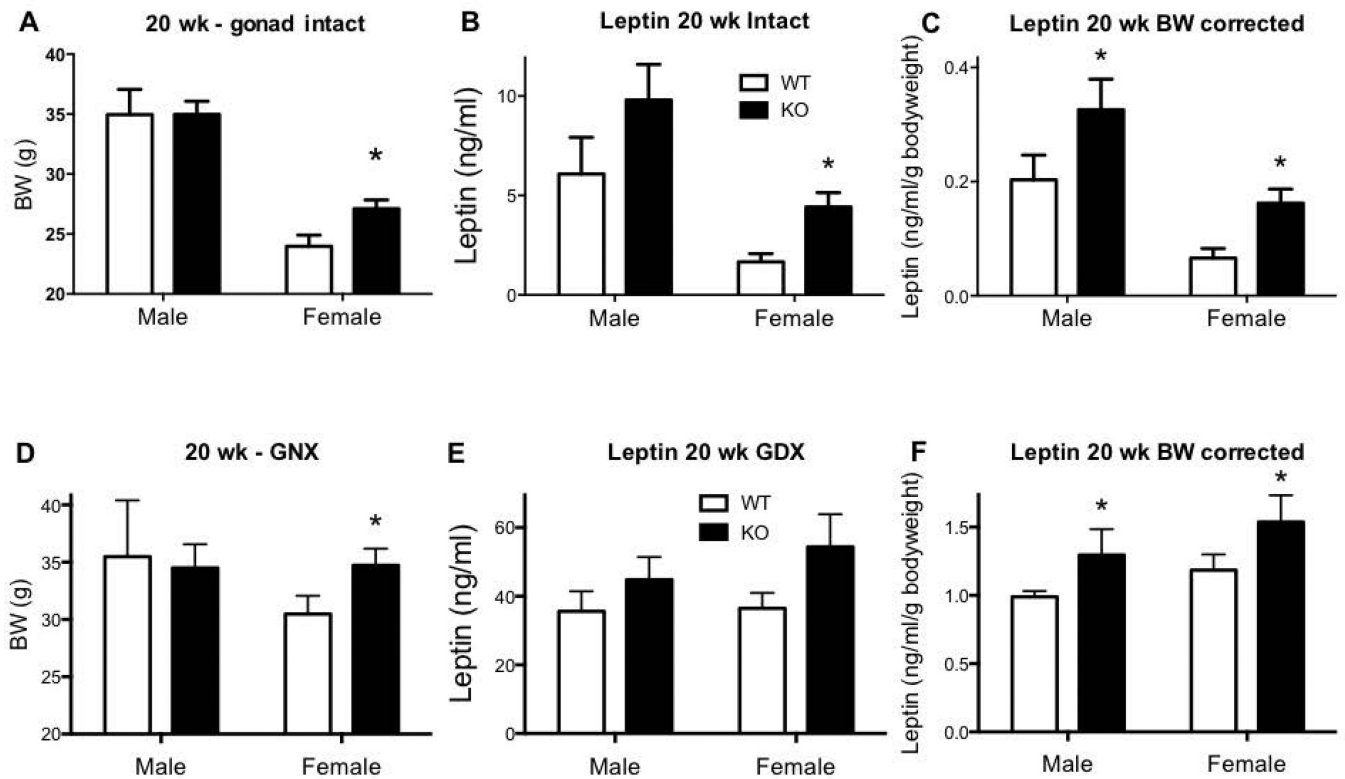 A
20 wk - gonad intact
BW (g)
40
35
30
25
20
*
Male
Female
B
Leptin 20 wk Intact
Leptin (ng/ml)
10
5
0
WT
KO
*
Male
Female
C
Leptin 20 wk BW corrected
Leptin (ng/ml/g bodyweight)
0.4
0.2
0.0
*
*
Male
Female
D
20 wk - GNX
BW (g)
40
35
30
25
20
*
Male
Female
E
Leptin 20 wk GDX
Leptin (ng/ml)
60
40
20
0
WT
KO
Male
Female
F
Leptin 20 wk BW corrected
Leptin (ng/ml/g bodyweight)
1.5
1.0
0.5
0.0
*
*
Male
Female